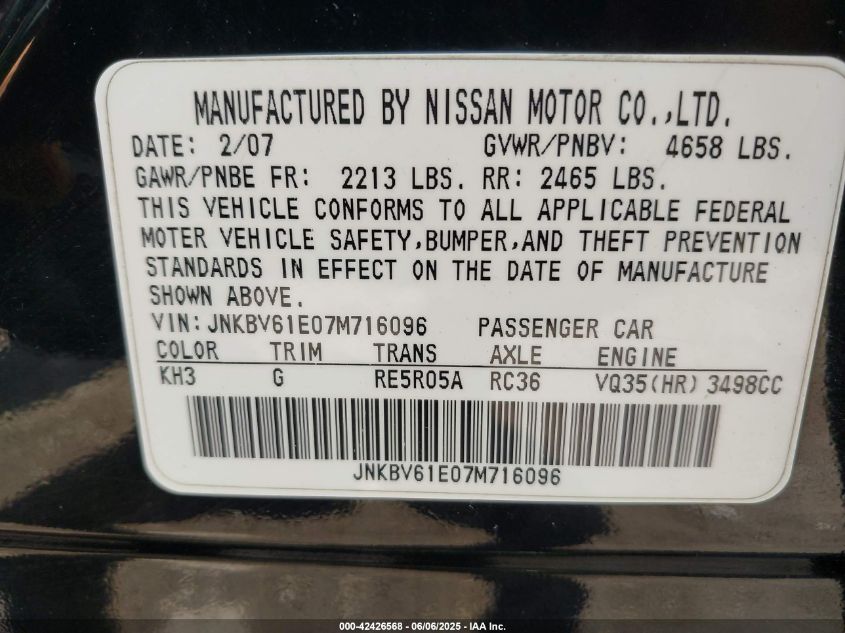 MANUFACTURED BY NISSAN MOTOR CO.,LTD.
DATE: 2/07 GVWR/PNBV: 4658 LBS.
GAWR/PNBE FR: 2213 LBS. RR: 2465 LBS.
THIS VEHICLE CONFORMS TO ALL APPLICABLE FEDERAL
MOTER VEHICLE SAFETY,BUMPER,AND THEFT PREVENTION
STANDARDS IN EFFECT ON THE DATE OF MANUFACTURE
SHOWN ABOVE.
VIN:JNKBV61E07M716096 PASSENGER CAR
COLOR TRIM TRANS AXLE ENGINE
KH3 G RE5R05A RC36 VQ35(HR) 3498CC
JNKBV61E07M716096
000-42426568 - 06/06/2025 - IAA Inc.